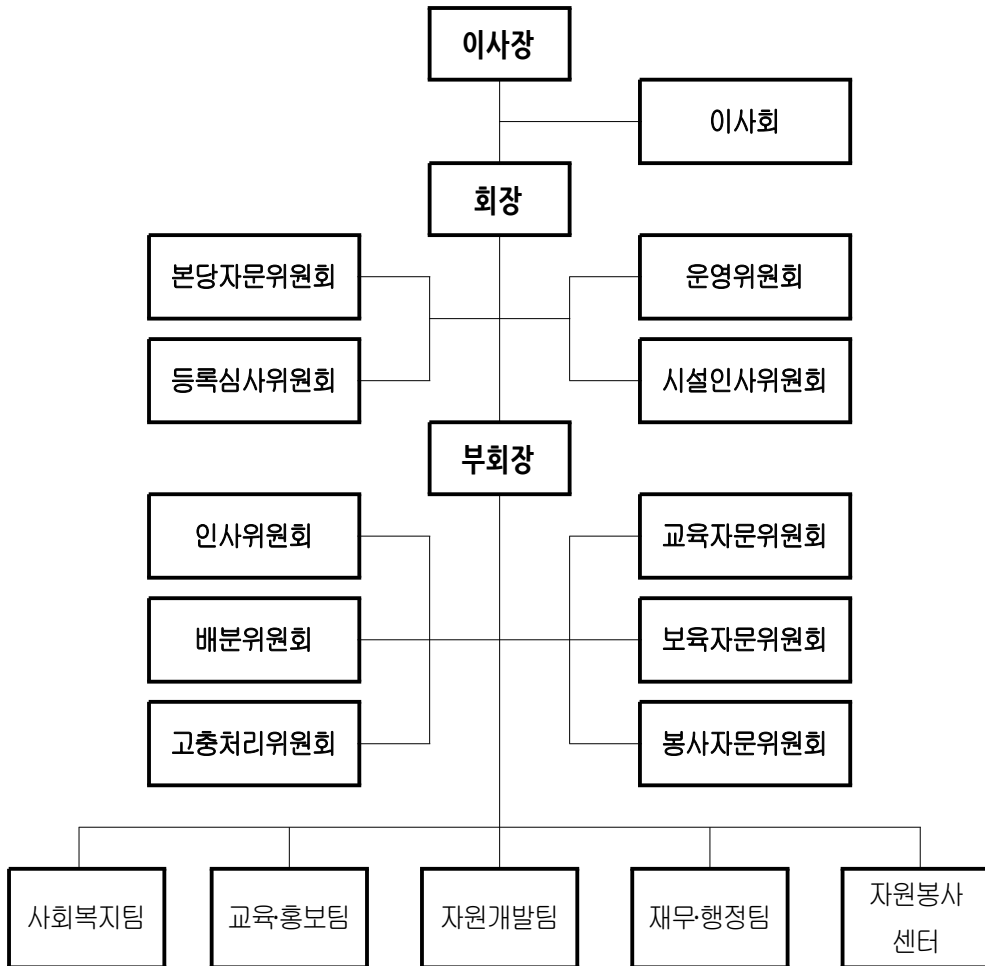 이사장
이사회
회장
본당자문위원회
운영위원회
등록심사위원회
시설인사위원회
부회장
인사위원회
교육자문위원회
배분위원회
보육자문위원회
고충처리위원회
봉사자문위원회
사회복지팀
교육·홍보팀
자원개발팀
재무·행정팀
자원봉사
센터